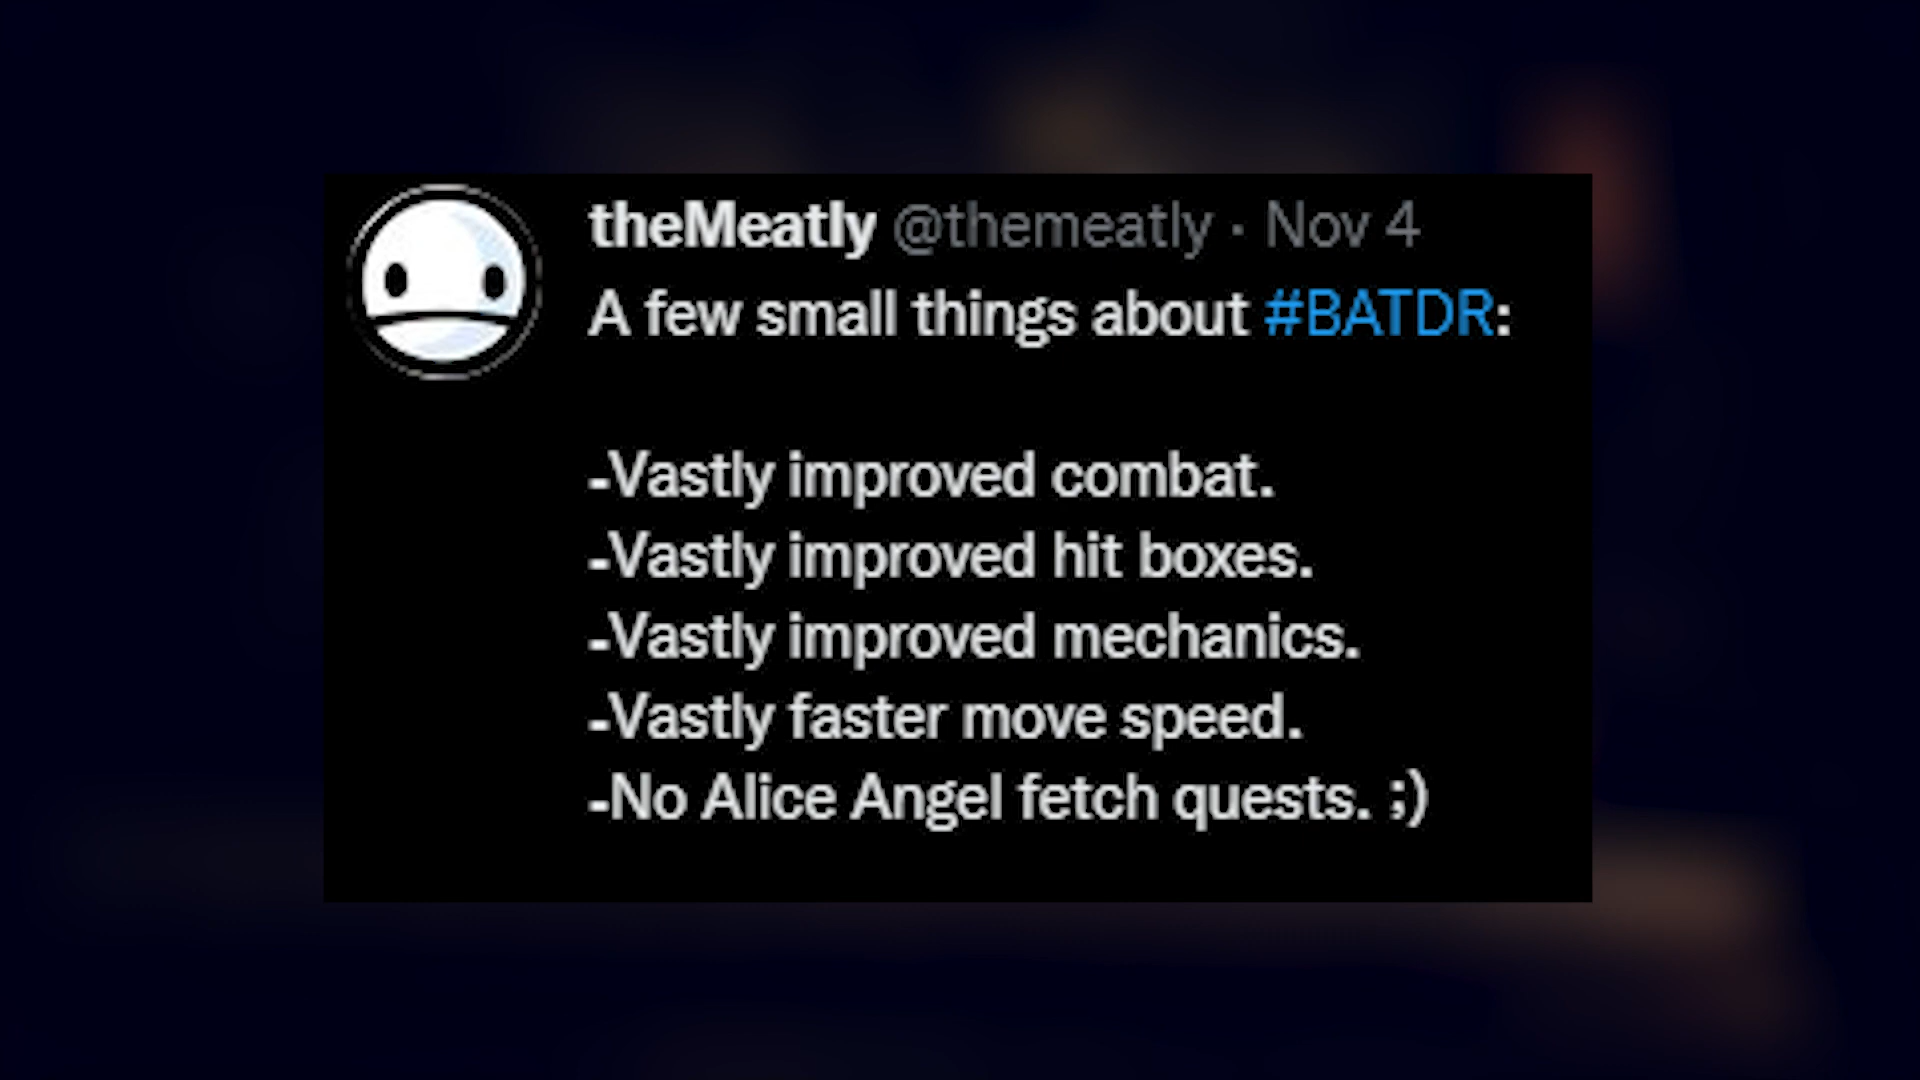 theMeatly @themeatly · Nov 4
A few small things about #BATDR:
-Vastly improved combat.
-Vastly improved hit boxes.
-Vastly improved mechanics.
-Vastly faster move speed.
-No Alice Angel fetch quests. ;)